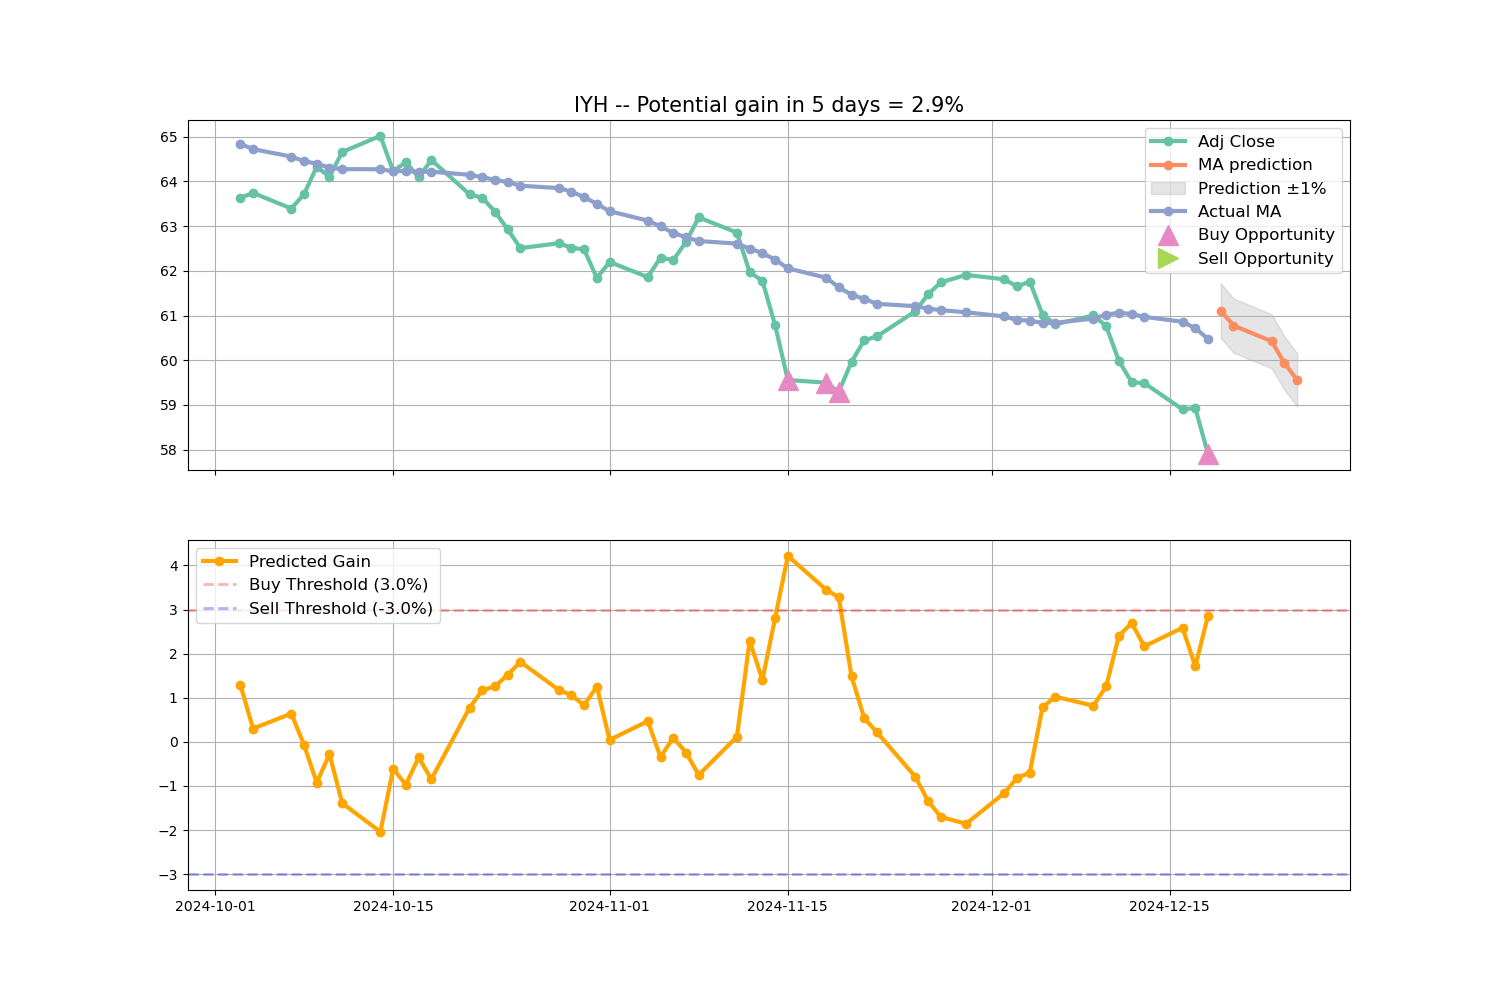 IYH -- Potential gain in 5 days = 2.9%
65
64
63
62
61
60
59
58
Adj Close
MA prediction
Prediction ±1%
Actual MA
Buy Opportunity
Sell Opportunity
4
3
2
1
0
−1
−2
−3
Predicted Gain
Buy Threshold (3.0%)
Sell Threshold (-3.0%)
2024-10-01 2024-10-15 2024-11-01 2024-11-15 2024-12-01 2024-12-15